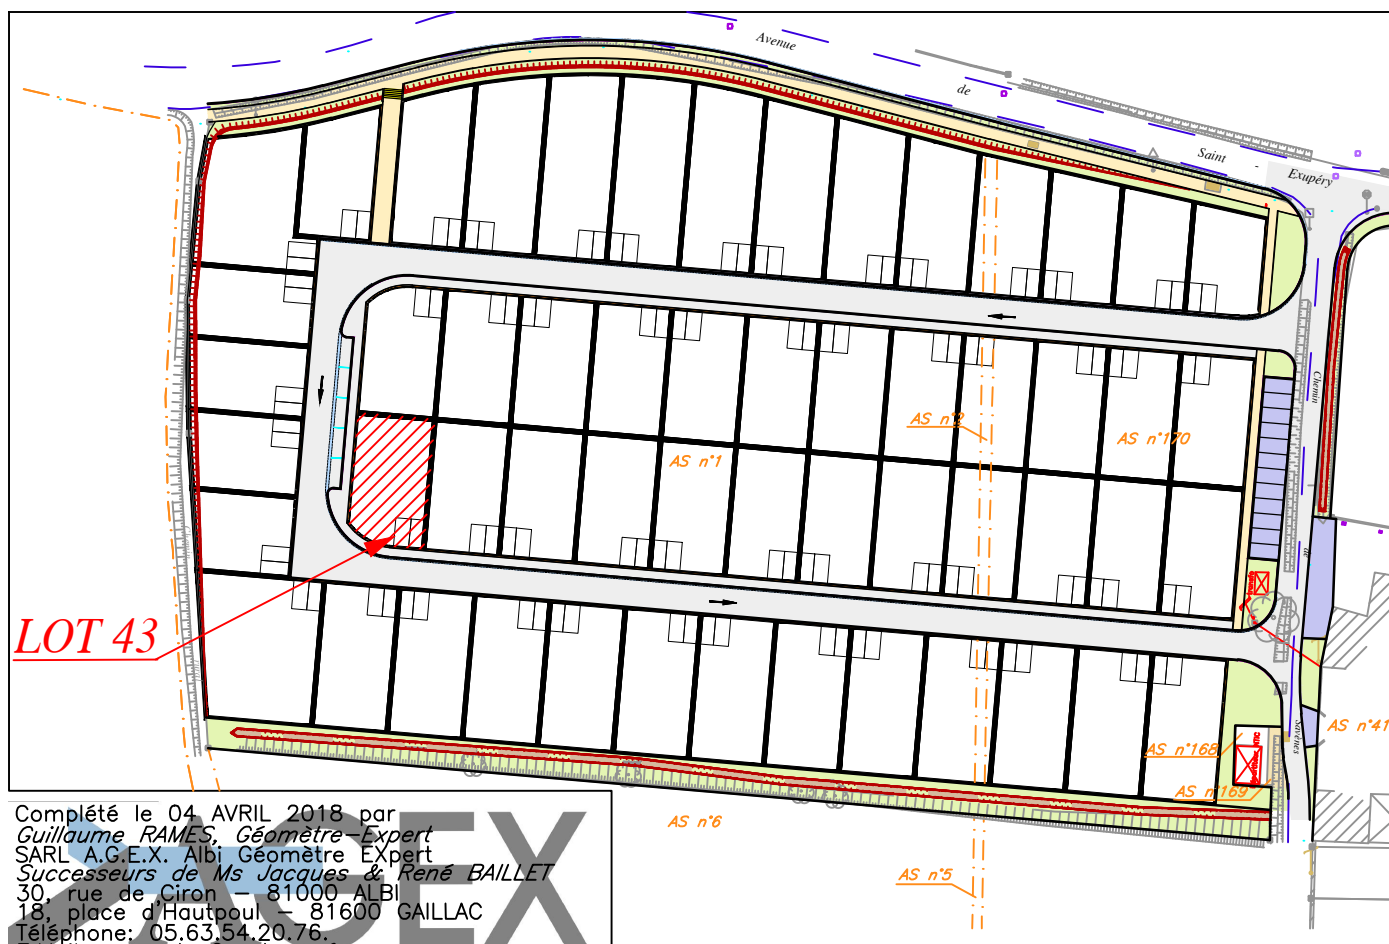 Avenue
de
Saint
-
Exupéry
Chemin
de
Savènes
AS n°2
AS n°170
AS n°1
LOT 43
AS n°41
AS n°168
AS n°169
AS n°6
AS n°5
Complété le 04 AVRIL 2018 par
Guillaume RAMES, Géomètre-Expert
SARL A.G.E.X. Albi Géomètre EXpert
Successeurs de Ms Jacques & René BAILLET
30, rue de Ciron - 81000 ALBI
18, place d'Hautpoul - 81600 GAILLAC
Téléphone: 05.63.54.20.76.
AGEX